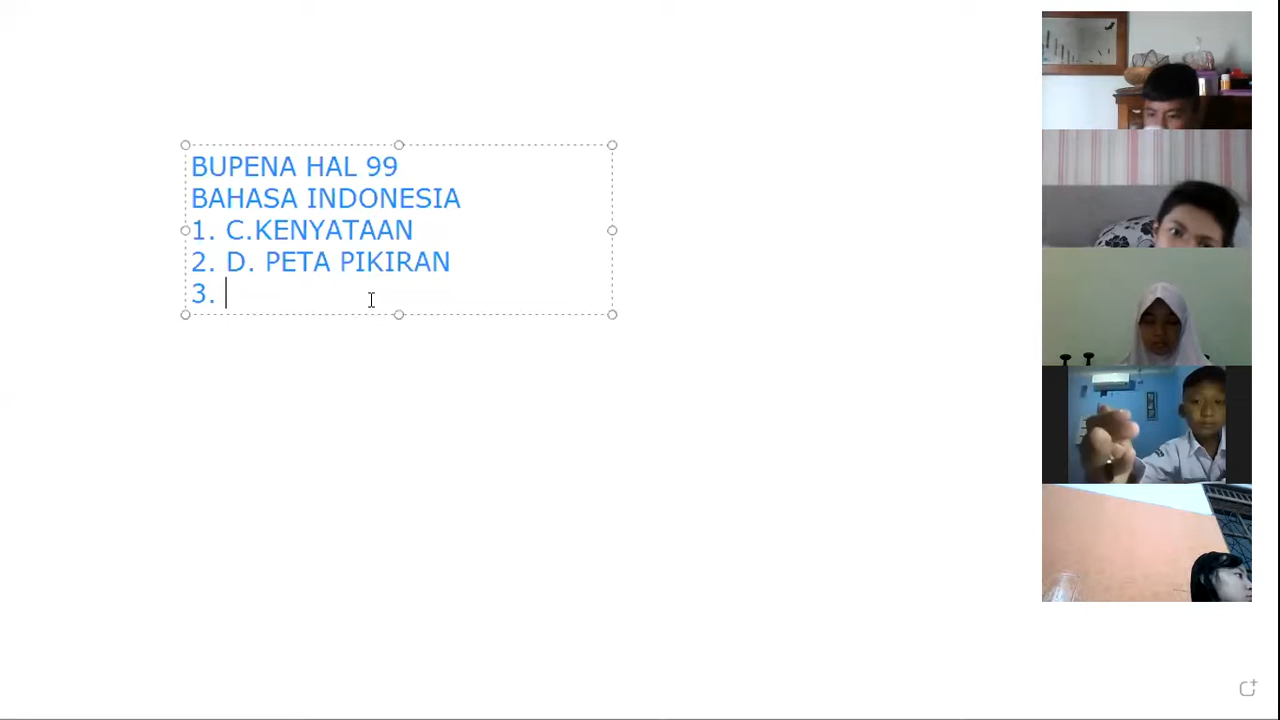 BUPENA HAL 99
BAHASA INDONESIA
1. C.KENYATAAN
2. D. PETA PIKIRAN
3.